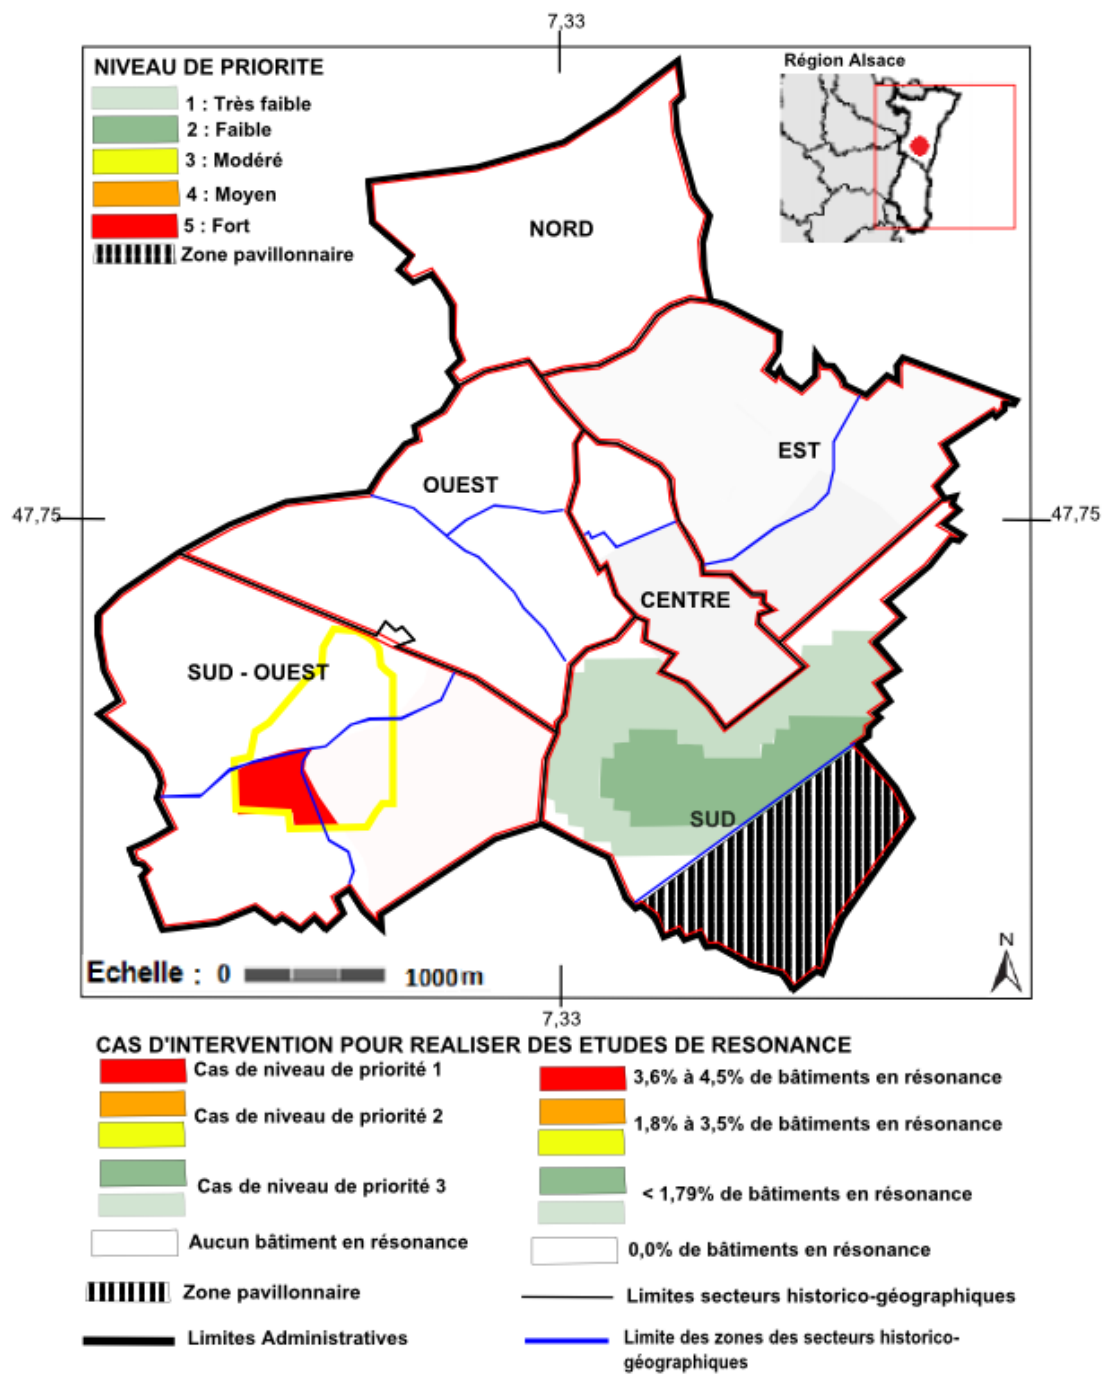 7,33
NIVEAU DE PRIORITE
1 : Très faible
2 : Faible
3 : Modéré
4 : Moyen
5 : Fort
Zone pavillonnaire
Région Alsace
NORD
EST
OUEST
47,75
47,75
CENTRE
SUD - OUEST
SUD
N
Echelle : 0 1000 m
7,33
CAS D'INTERVENTION POUR REALISER DES ETUDES DE RESONANCE
Cas de niveau de priorité 1
3,6% à 4,5% de bâtiments en résonance
Cas de niveau de priorité 2
1,8% à 3,5% de bâtiments en résonance
Cas de niveau de priorité 3
< 1,79% de bâtiments en résonance
Aucun bâtiment en résonance
0,0% de bâtiments en résonance
Zone pavillonnaire
Limites secteurs historico-géographiques
Limites Administratives
Limite des zones des secteurs historico-
géographiques